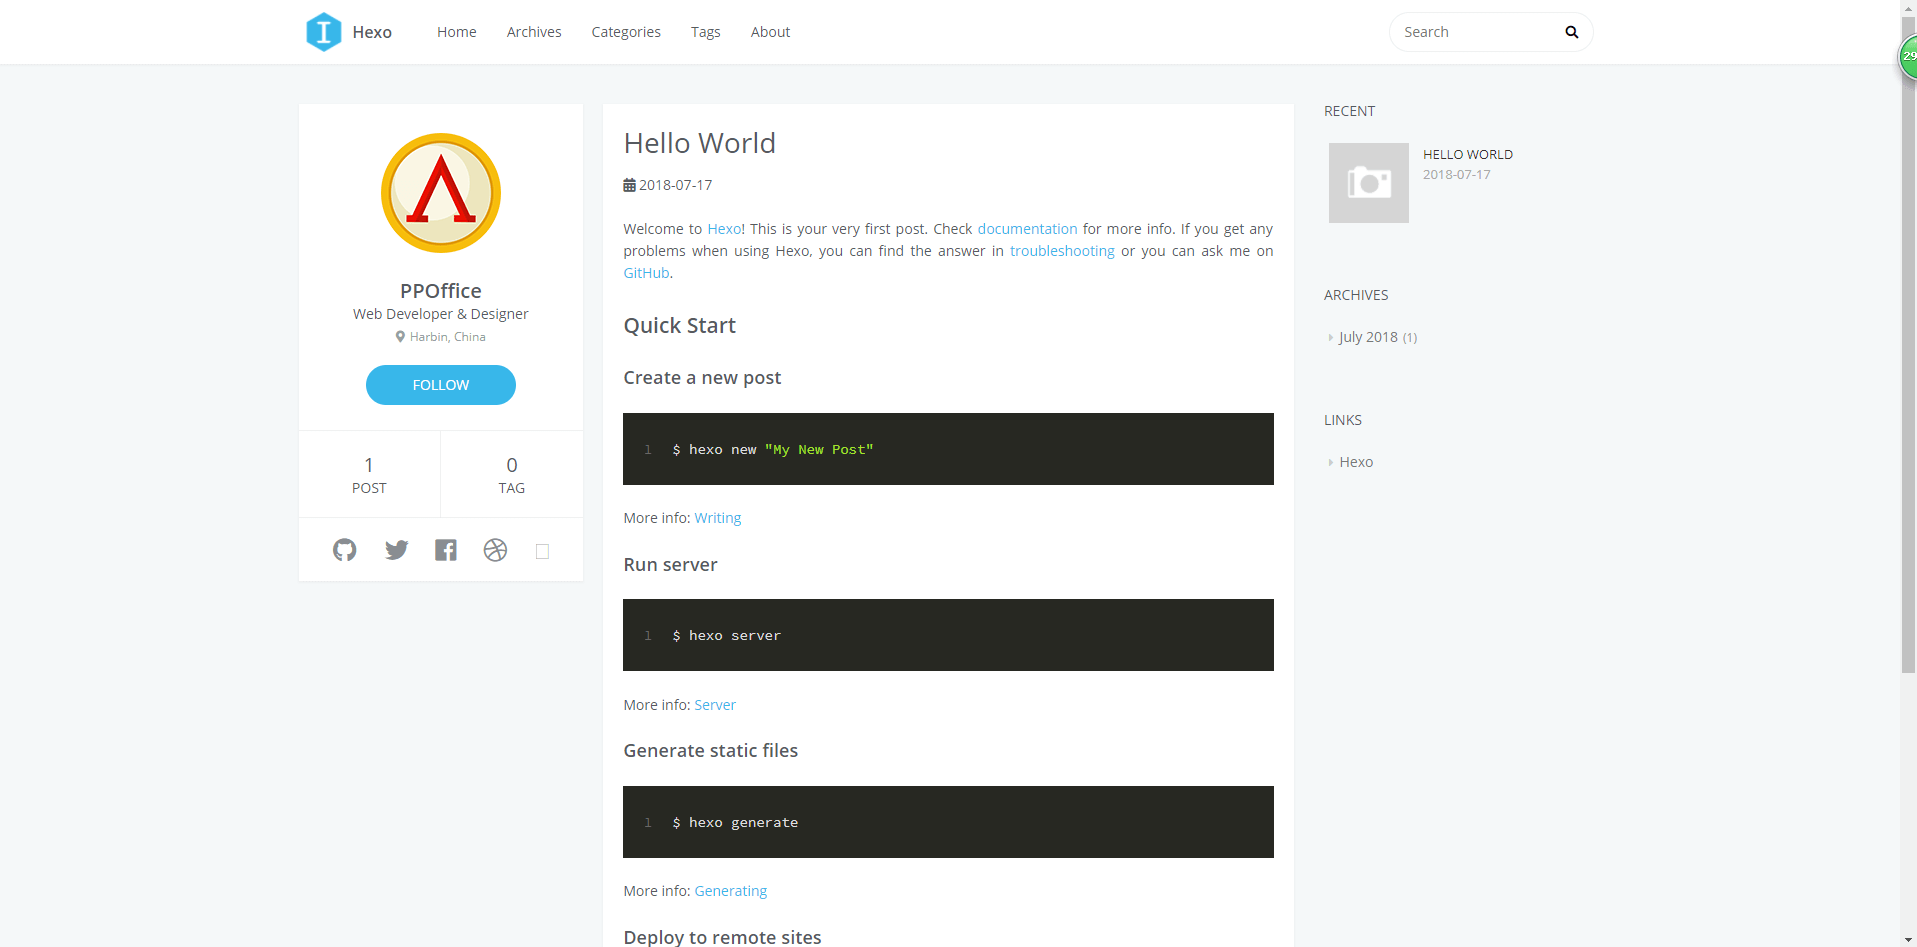 Hexo
Home
Archives
Categories
Tags
About
Search
29
PPOffice
Web Developer & Designer
Harbin, China
FOLLOW
1
POST
0
TAG
Hello World
2018-07-17
Welcome to Hexo! This is your very first post. Check documentation for more info. If you get any
problems when using Hexo, you can find the answer in troubleshooting or you can ask me on
GitHub.
Quick Start
Create a new post
1 $ hexo new "My New Post"
More info: Writing
Run server
1 $ hexo server
More info: Server
Generate static files
1 $ hexo generate
More info: Generating
Deploy to remote sites
RECENT
HELLO WORLD
2018-07-17
ARCHIVES
July 2018 (1)
LINKS
Hexo